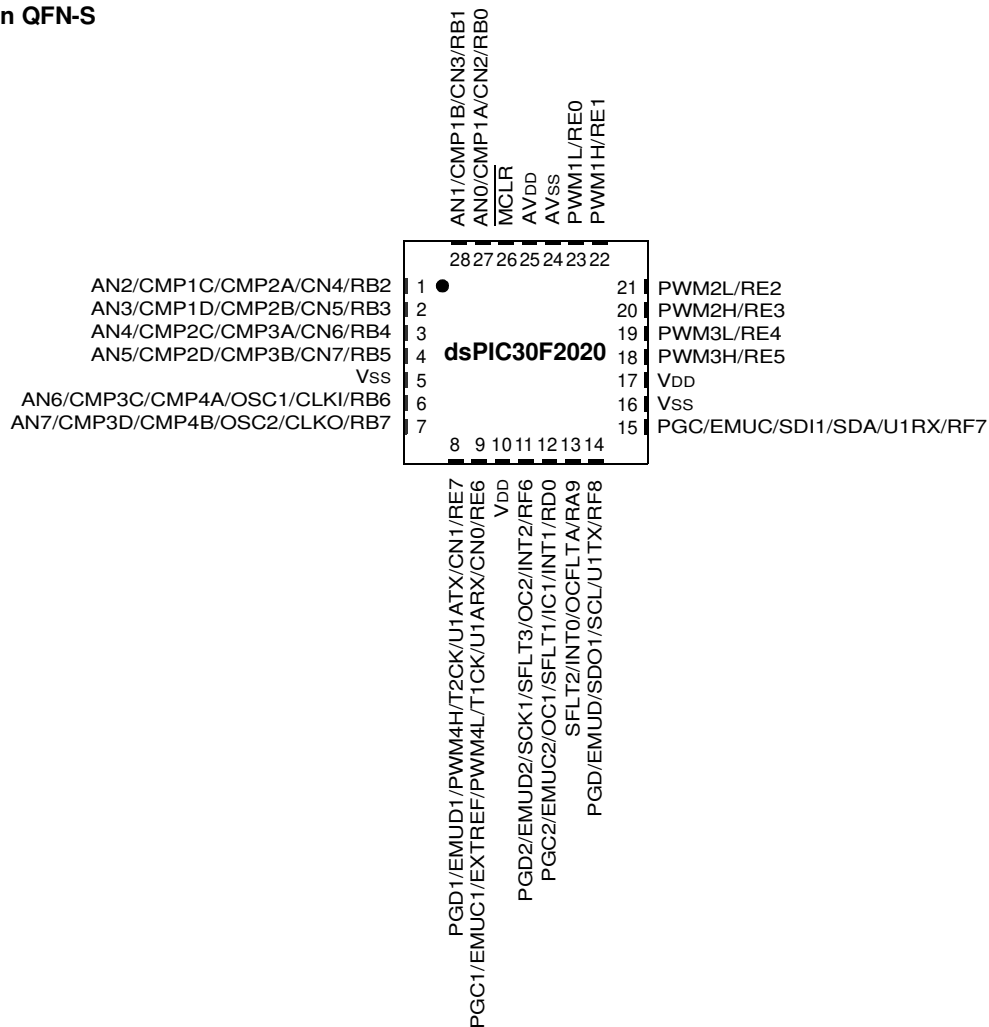 n QFN-S
AN1/CMP1B/CN3/RB1
AN0/CMP1A/CN2/RB0
MCLR
AVDD
AVSS
PWM1L/RE0
PWM1H/RE1
28 27 26 25 24 23 22
AN2/CMP1C/CMP2A/CN4/RB2 1
AN3/CMP1D/CMP2B/CN5/RB3 2
AN4/CMP2C/CMP3A/CN6/RB4 3
AN5/CMP2D/CMP3B/CN7/RB5 4
VSS 5
AN6/CMP3C/CMP4A/OSC1/CLKI/RB6 6
AN7/CMP3D/CMP4B/OSC2/CLKO/RB7 7
dsPIC30F2020
21 PWM2L/RE2
20 PWM2H/RE3
19 PWM3L/RE4
18 PWM3H/RE5
17 VDD
16 VSS
15 PGC/EMUC/SDI1/SDA/U1RX/RF7
8 9 10 11 12 13 14
PGD1/EMUD1/PWM4H/T2CK/U1ATX/CN1/RE7
PGC1/EMUC1/EXTREF/PWM4L/T1CK/U1ARX/CN0/RE6
VDD
PGD2/EMUD2/SCK1/SFLT3/OC2/INT2/RF6
PGC2/EMUC2/OC1/SFLT1/IC1/INT1/RD0
SFLT2/INT0/OCFLTA/RA9
PGD/EMUD/SDO1/SCL/U1TX/RF8